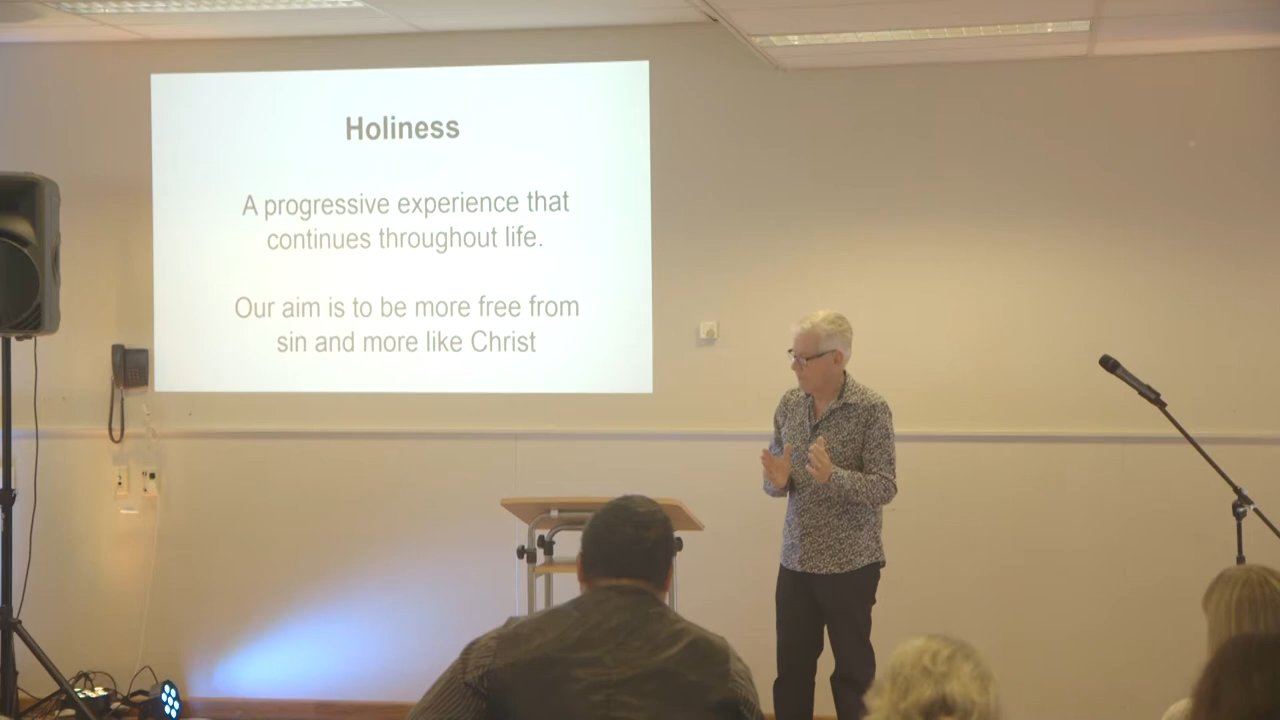 Holiness
A progressive experience that
continues throughout life.
Our aim is to be more free from
sin and more like Christ